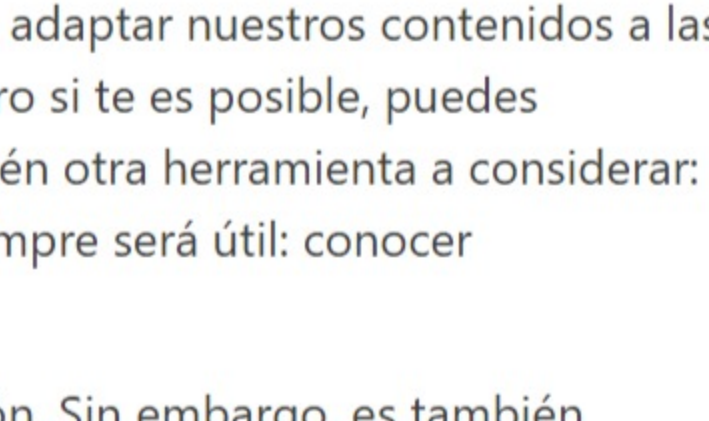 adaptar nuestros contenidos a las
ro si te es posible, puedes
én otra herramienta a considerar:
mpre será útil: conocer
ón. Sin embargo, es también